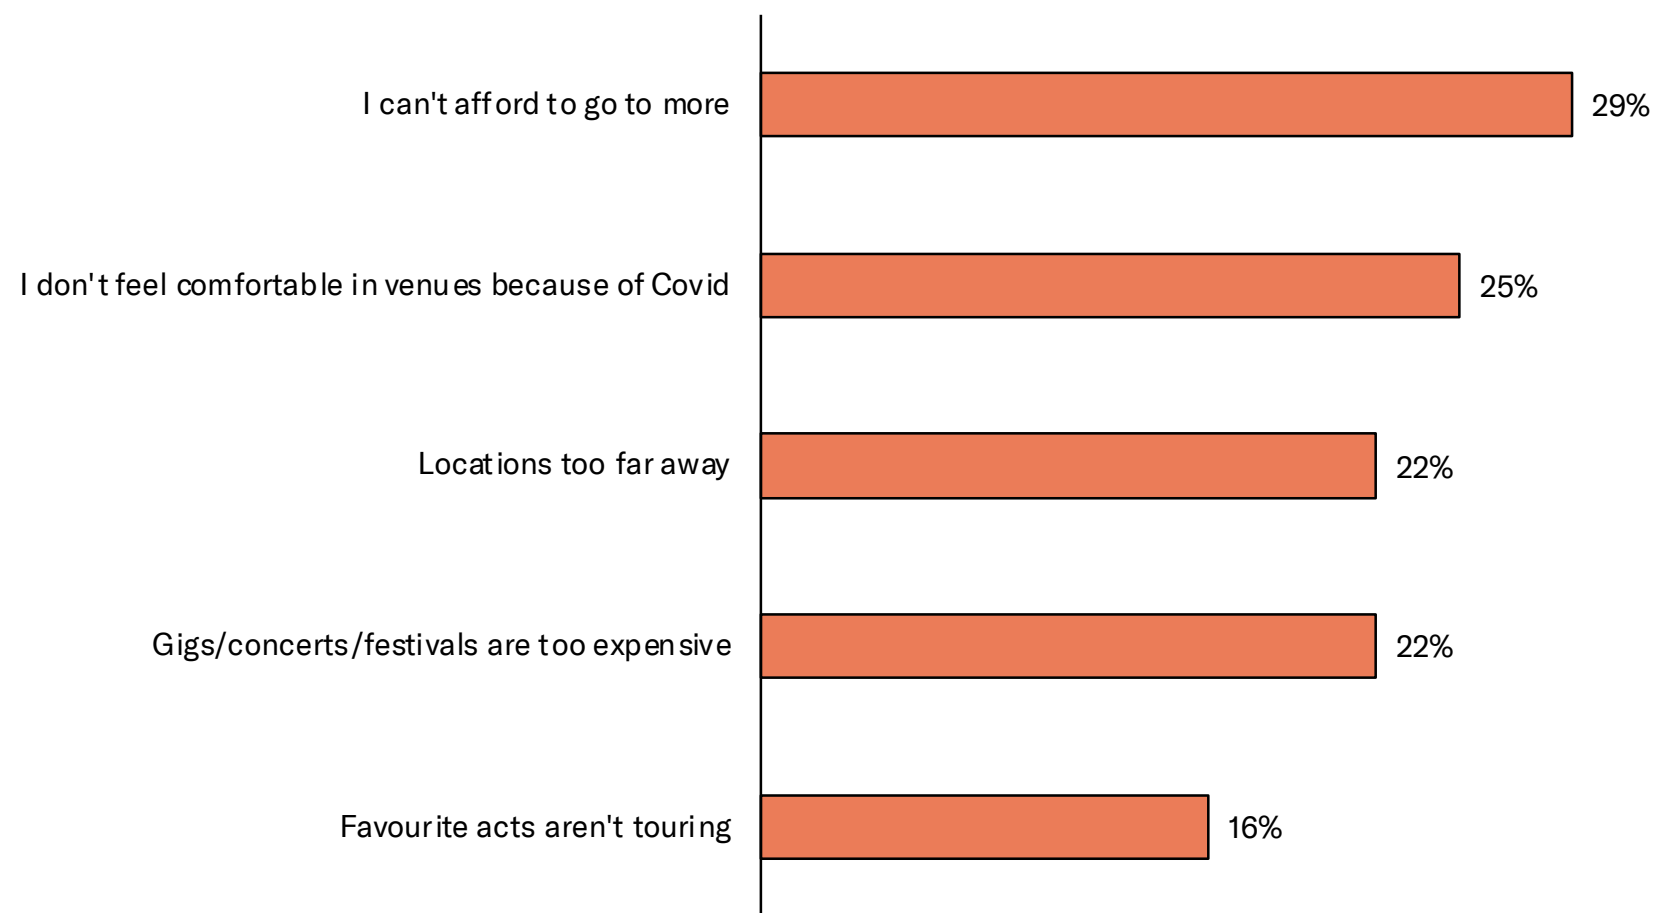 I can't afford to go to more
29%
I don't feel comfortable in venues because of Covid
25%
Locations too far away
22%
Gigs/concerts/festivals are too expensive
22%
Favourite acts aren't touring
16%